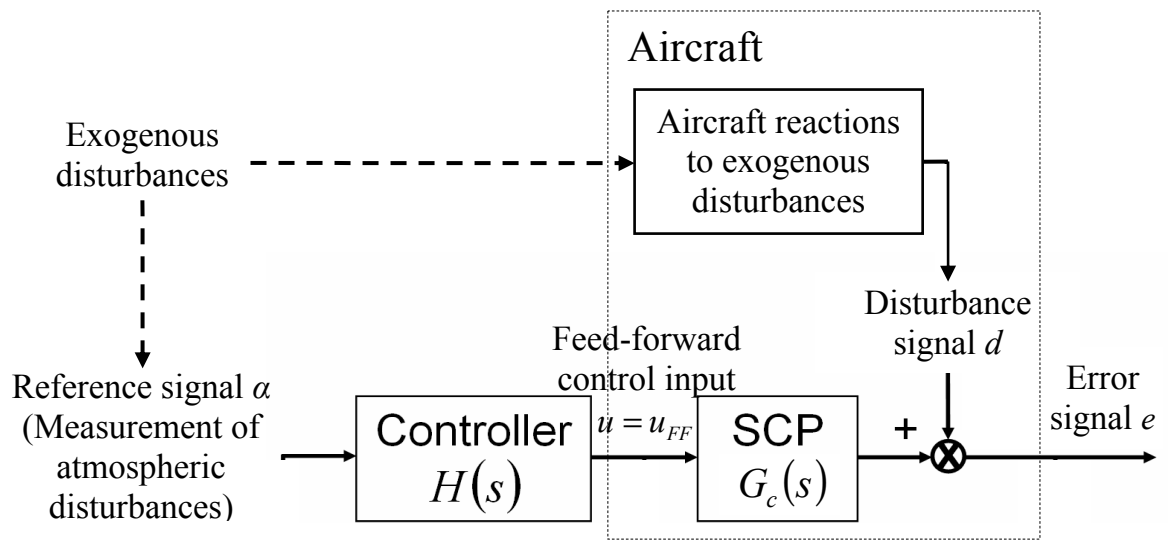 Aircraft
Aircraft reactions
to exogenous
disturbances
Exogenous
disturbances
Disturbance
signal d
Feed-forward
control input
u = u_FF
Reference signal α
(Measurement of
atmospheric
disturbances)
Controller
H(s)
SCP
G_c(s)
+
Error
signal e